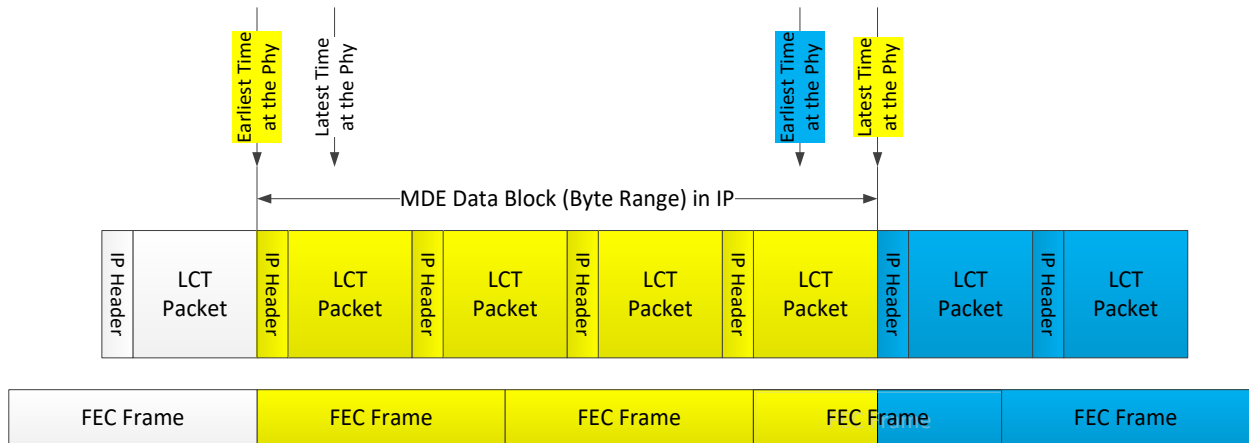 Earliest Time
at the Phy
Latest Time
at the Phy
Earliest Time
at the Phy
Latest Time
at the Phy
MDE Data Block (Byte Range) in IP
IP Header
LCT
Packet
IP Header
LCT
Packet
IP Header
LCT
Packet
IP Header
LCT
Packet
IP Header
LCT
Packet
IP Header
LCT
Packet
IP Header
LCT
Packet
FEC Frame
FEC Frame
FEC Frame
FEC Frame
FEC Frame